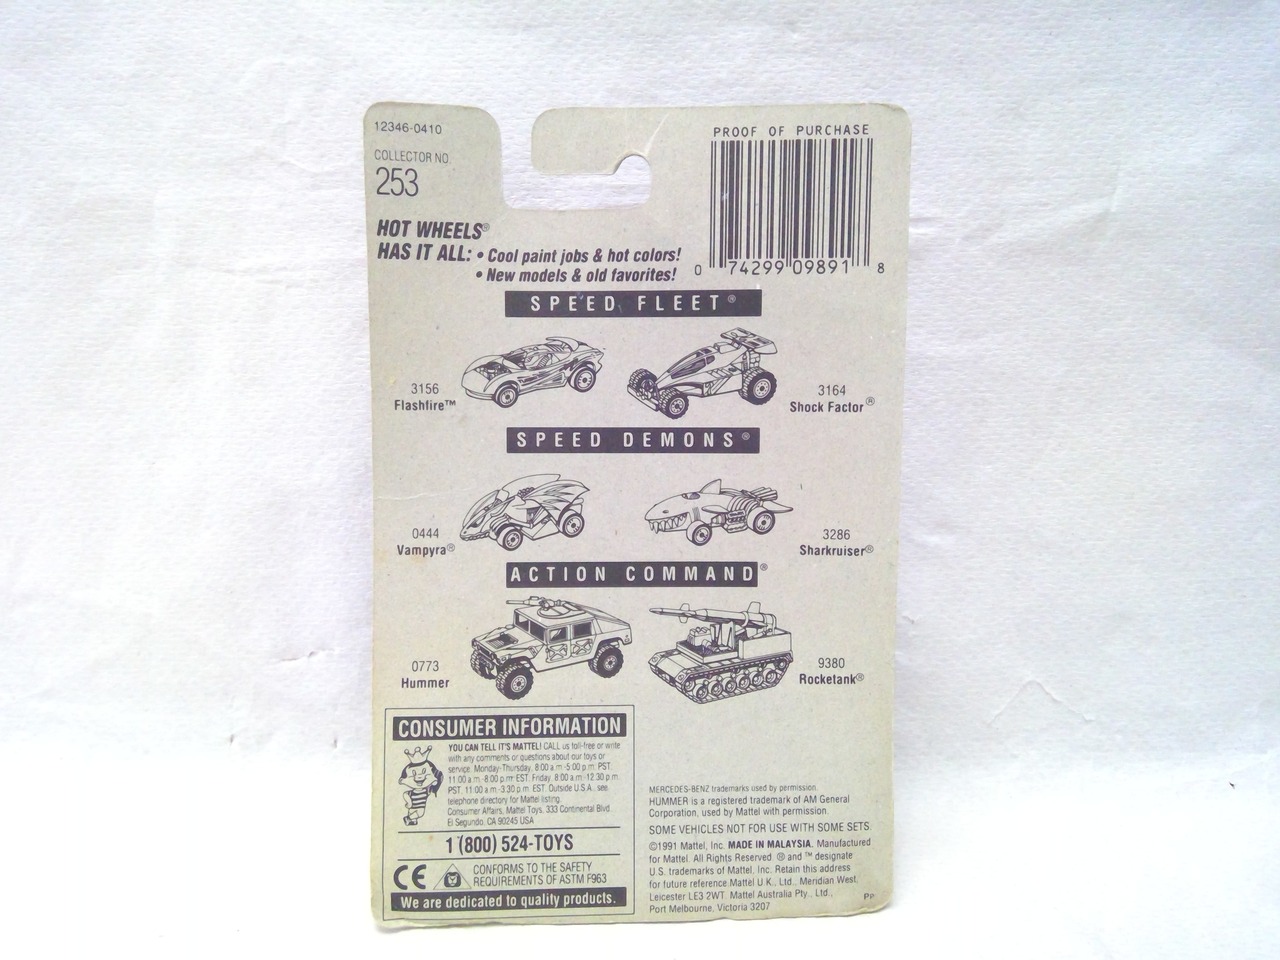 12346-0410
COLLECTOR NO.
253
PROOF OF PURCHASE
0 74299 09891 8
HOT WHEELS®
HAS IT ALL: • Cool paint jobs & hot colors!
• New models & old favorites!
SPEED FLEET®
3156
Flashfire™
3164
Shock Factor®
SPEED DEMONS®
0444
Vampyra®
3286
Sharkruiser®
ACTION COMMAND®
0773
Hummer
9380
Rocketank®
CONSUMER INFORMATION
YOU CAN TELL IT'S MATTEL! CALL us toll-free or write
with any comments or questions about our toys or
service. Monday-Thursday, 8:00 a.m.-5:00 p.m. PST.
11:00 a.m.-8:00 p.m. EST. Friday, 8:00 a.m.-12:30 p.m.
PST, 11:00 a.m.-3:30 p.m. EST. Outside U.S.A., see
telephone directory for Mattel listing.
Consumer Affairs, Mattel Toys, 333 Continental Blvd.
El Segundo, CA 90245 USA
1 (800) 524-TOYS
CE
CONFORMS TO THE SAFETY
REQUIREMENTS OF ASTM F963
We are dedicated to quality products.
MERCEDES-BENZ trademarks used by permission.
HUMMER is a registered trademark of AM General
Corporation, used by Mattel with permission.
SOME VEHICLES NOT FOR USE WITH SOME SETS.
©1991 Mattel, Inc. MADE IN MALAYSIA. Manufactured
for Mattel. All Rights Reserved. ® and ™ designate
U.S. trademarks of Mattel, Inc. Retain this address
for future reference Mattel U.K., Ltd., Meridian West,
Leicester LE3 2WT. Mattel Australia Pty., Ltd.,
Port Melbourne, Victoria 3207
PP